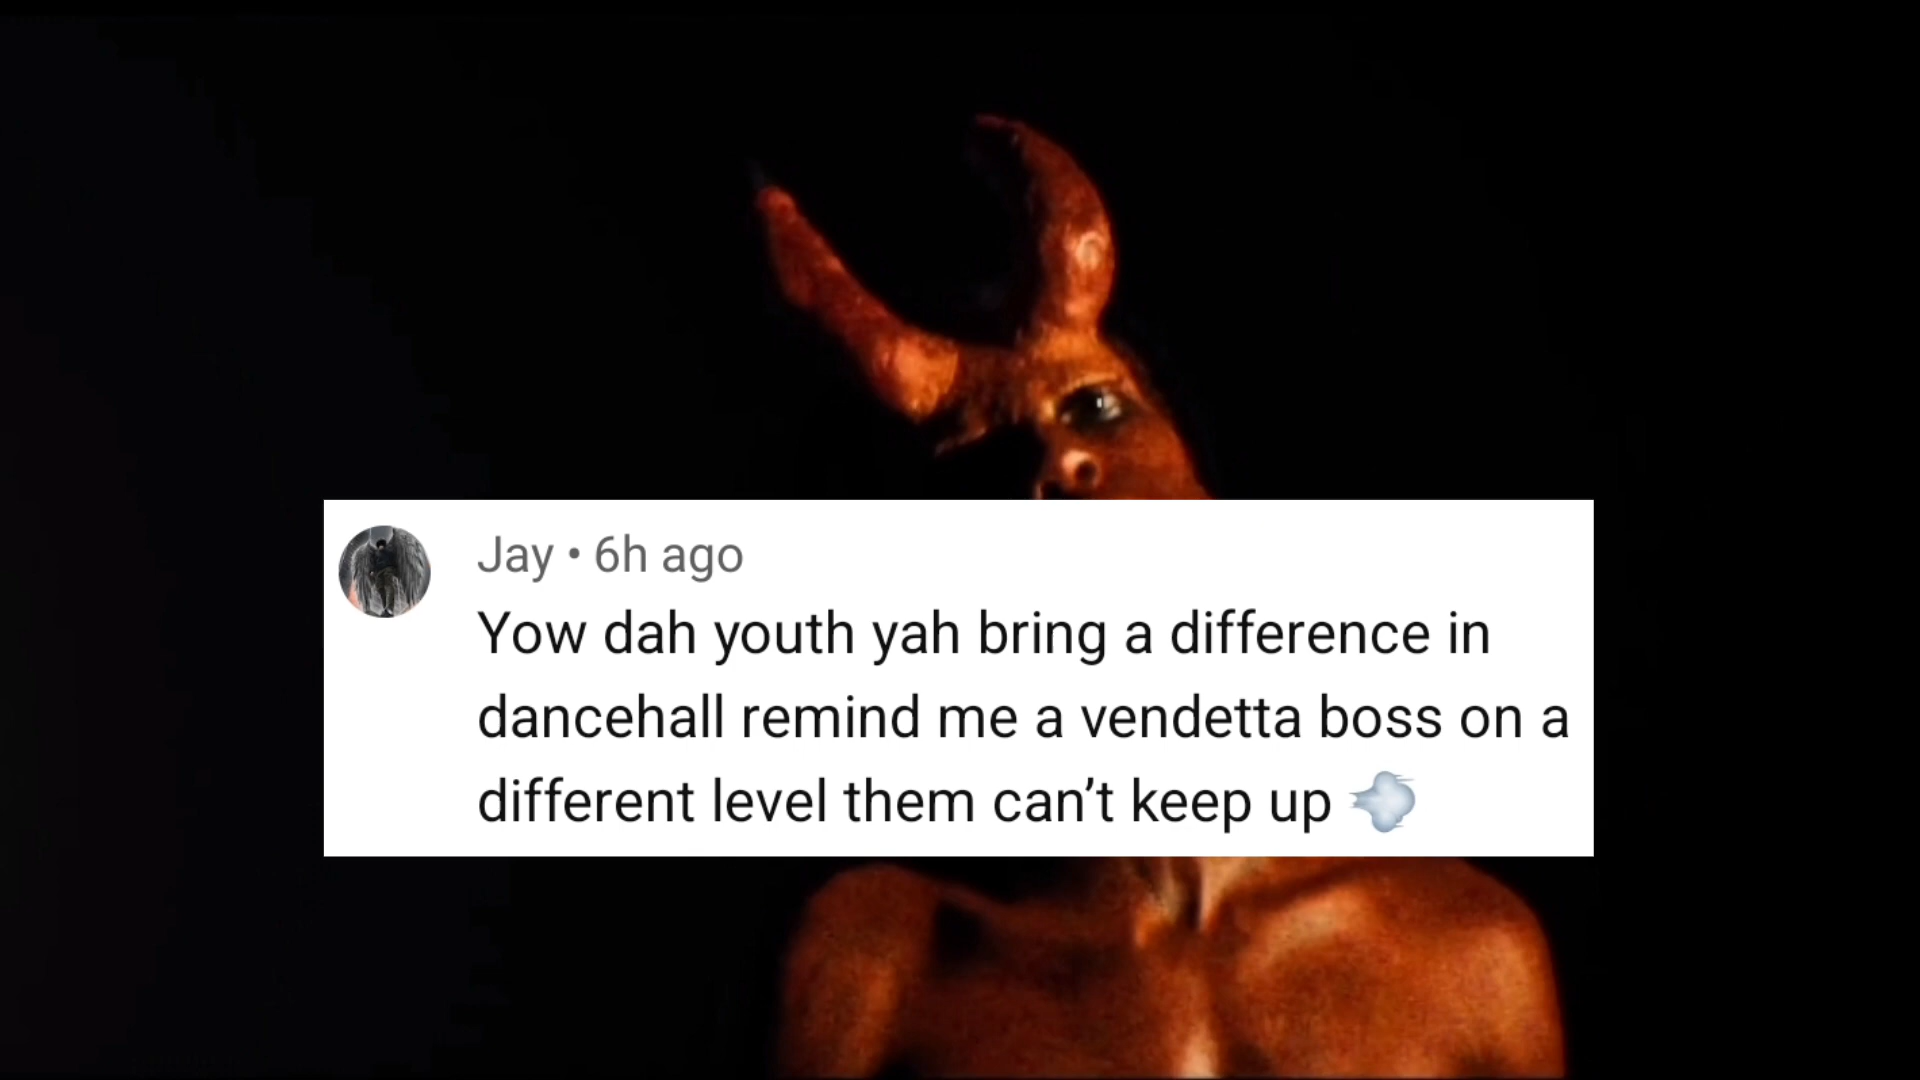 Jay • 6h ago
Yow dah youth yah bring a difference in
dancehall remind me a vendetta boss on a
different level them can’t keep up 💨